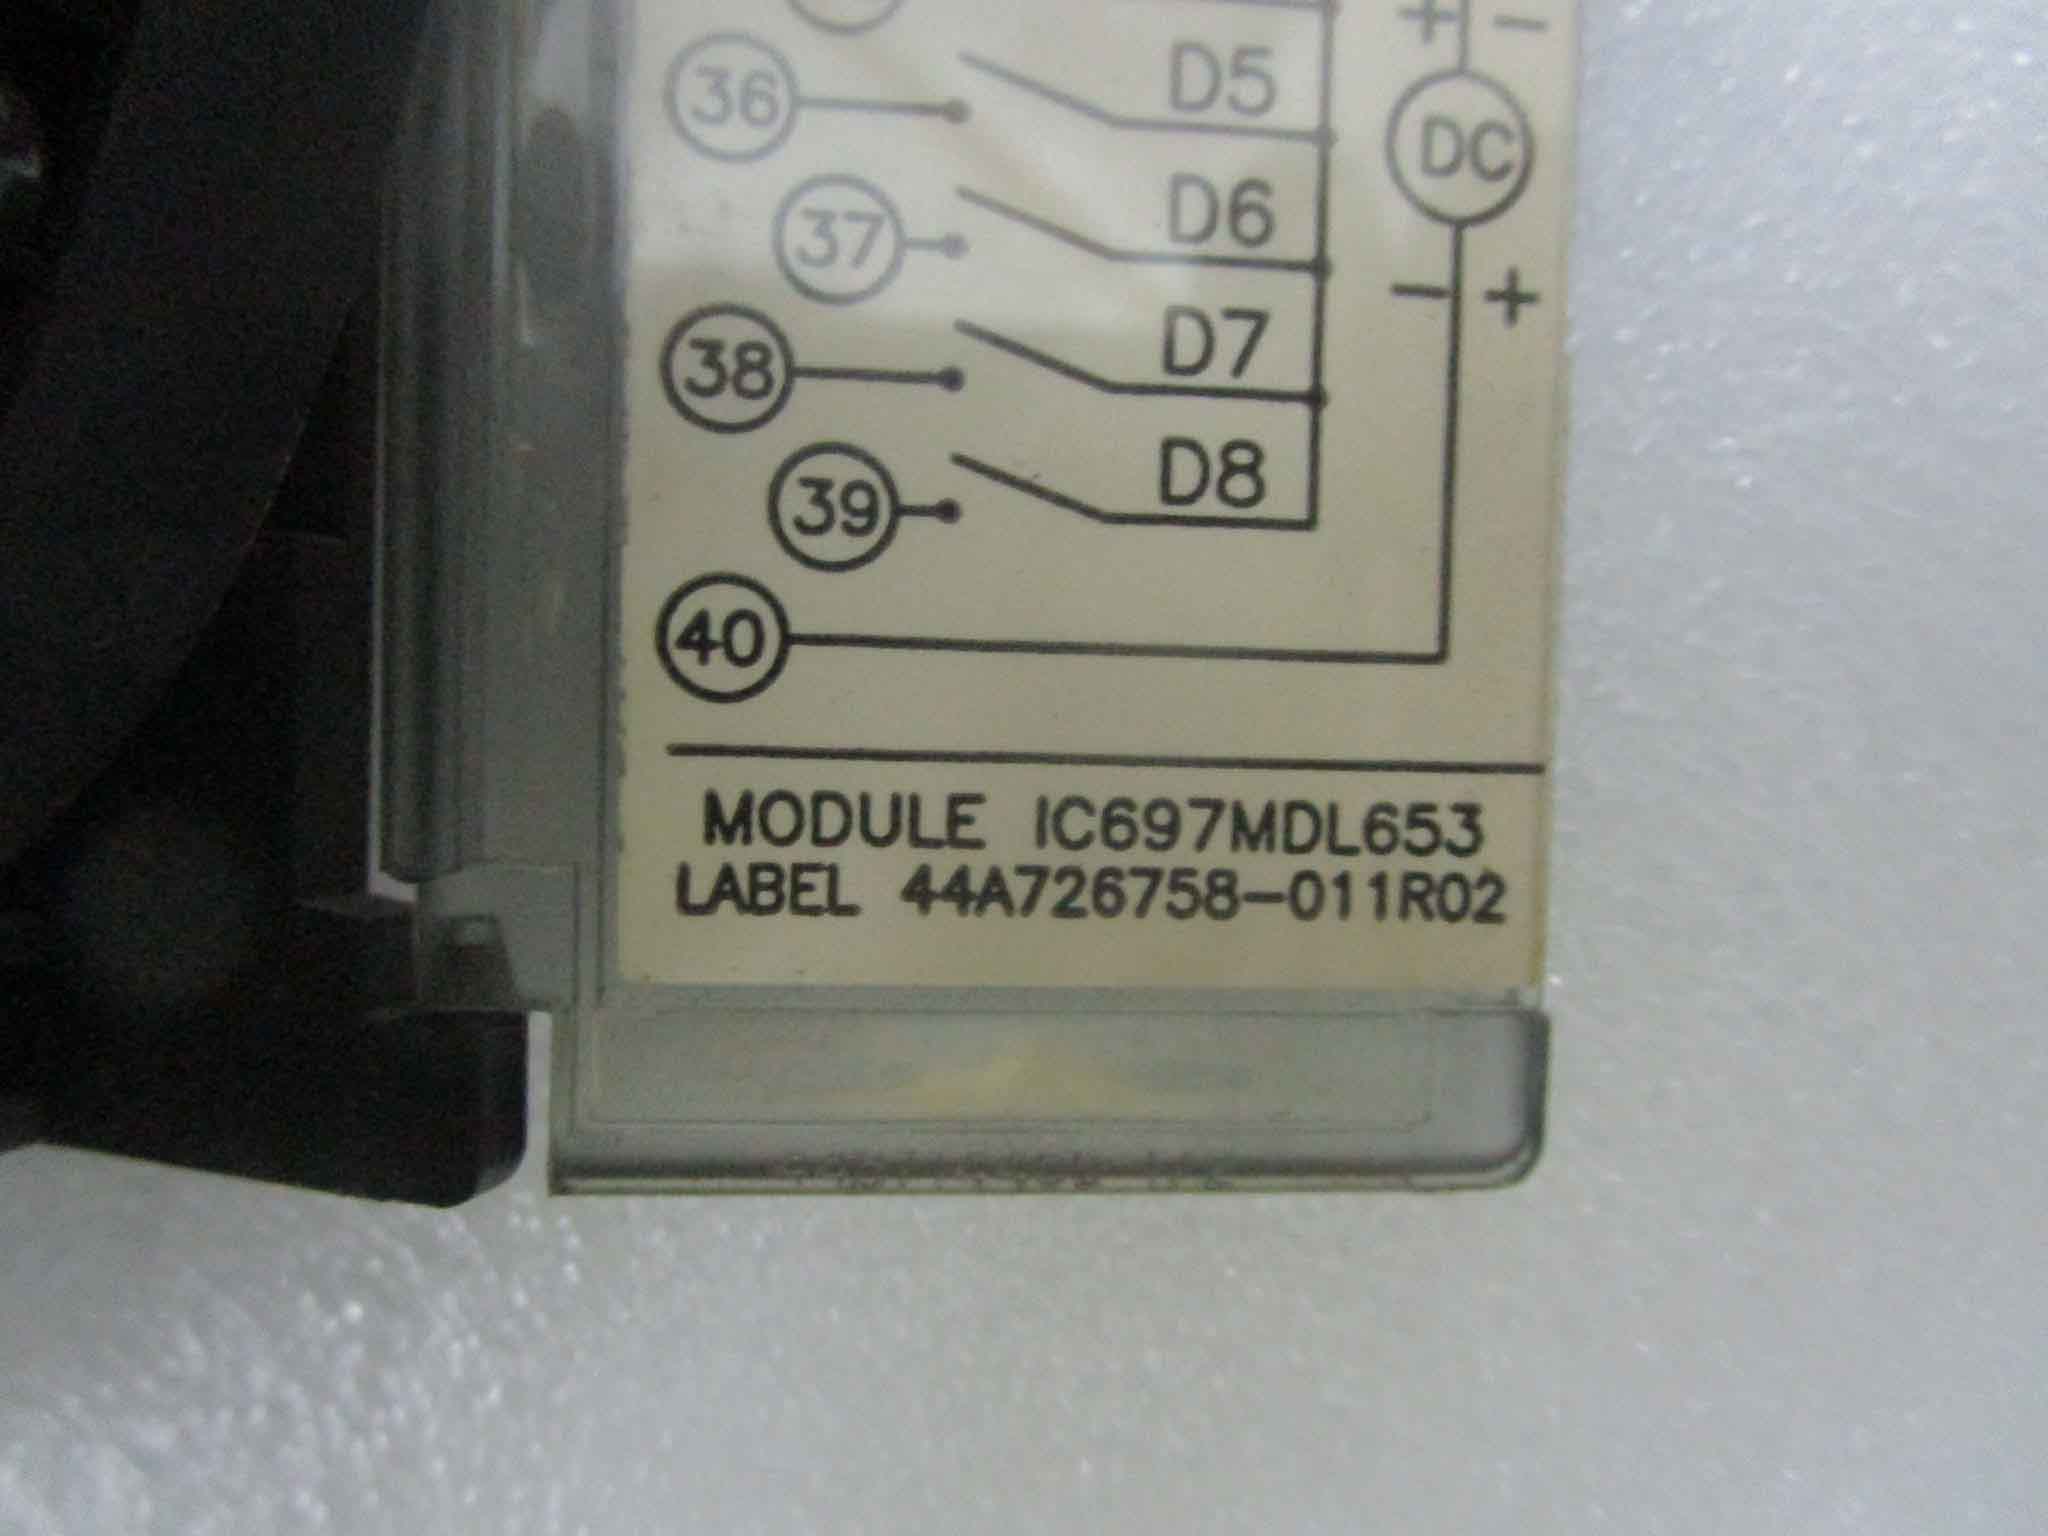 + -
36 D5
DC
37 D6
- +
38 D7
39 D8
40
MODULE IC697MDL653
LABEL 44A726758-011R02